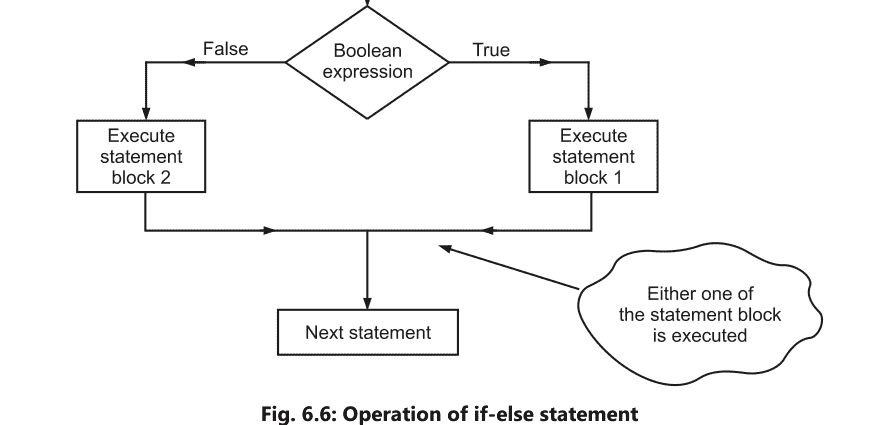 False
Boolean
expression
True
Execute
statement
block 2
Execute
statement
block 1
Either one of
the statement block
is executed
Next statement
Fig. 6.6: Operation of if-else statement